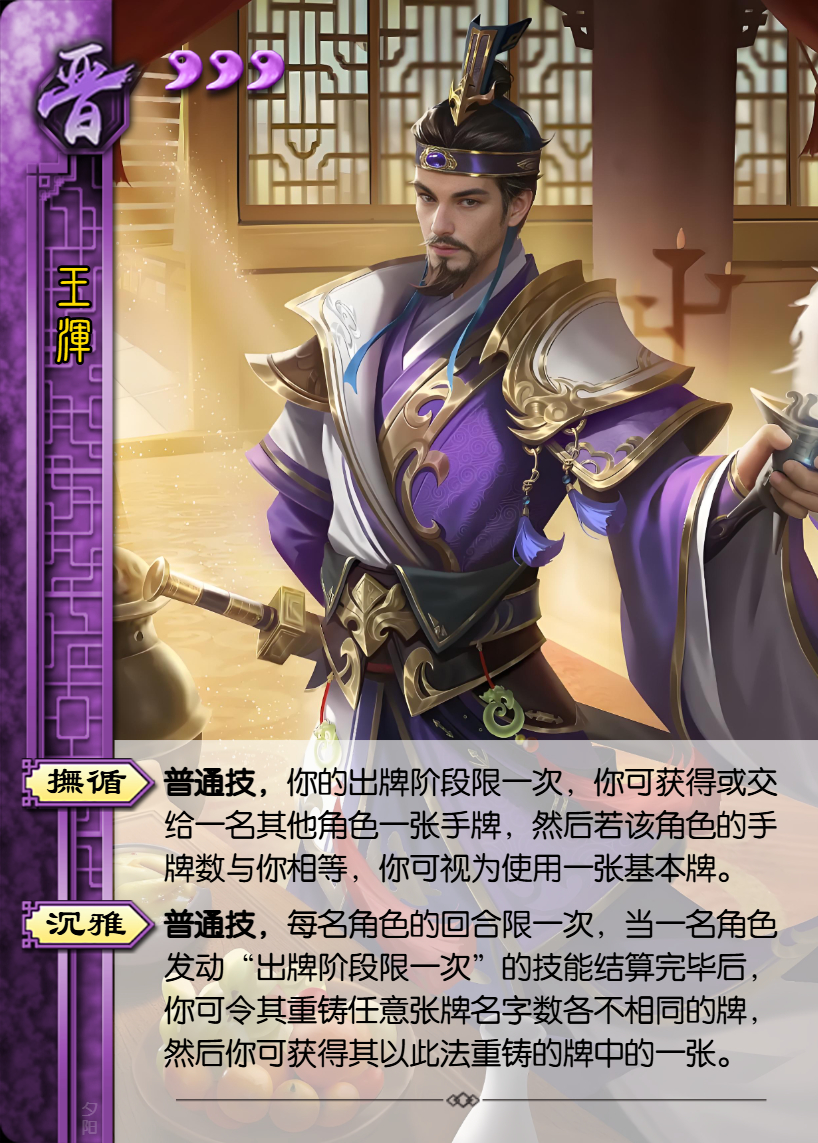 晋
王渾
撫循
普通技，你的出牌阶段限一次，你可获得或交
给一名其他角色一张手牌，然后若该角色的手
牌数与你相等，你可视为使用一张基本牌。
沉雅
普通技，每名角色的回合限一次，当一名角色
发动“出牌阶段限一次”的技能结算完毕后，
你可令其重铸任意张牌名字数各不相同的牌，
然后你可获得其以此法重铸的牌中的一张。
夕阳